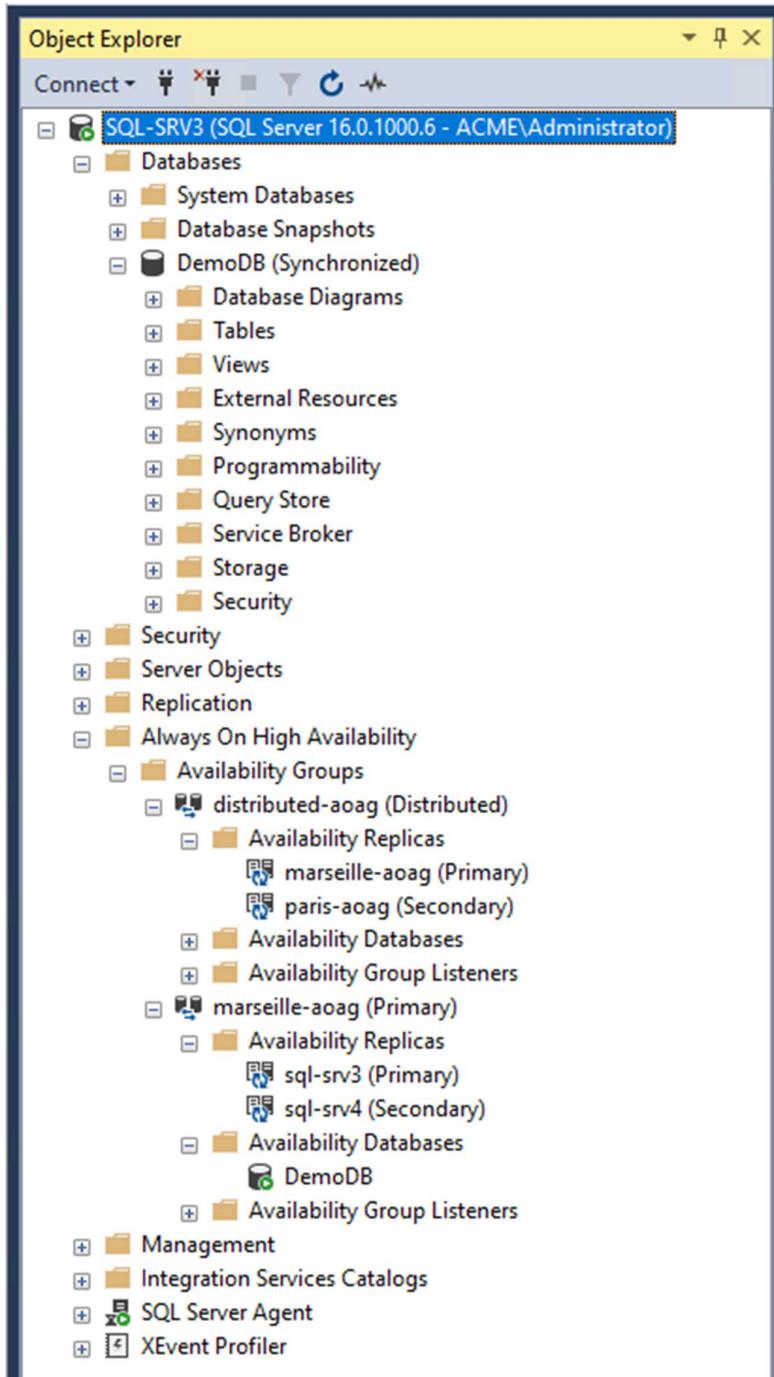 Object Explorer
Connect
SQL-SRV3 (SQL Server 16.0.1000.6 - ACME\Administrator)
Databases
System Databases
Database Snapshots
DemoDB (Synchronized)
Database Diagrams
Tables
Views
External Resources
Synonyms
Programmability
Query Store
Service Broker
Storage
Security
Security
Server Objects
Replication
Always On High Availability
Availability Groups
distributed-aoag (Distributed)
Availability Replicas
marseille-aoag (Primary)
paris-aoag (Secondary)
Availability Databases
Availability Group Listeners
marseille-aoag (Primary)
Availability Replicas
sql-srv3 (Primary)
sql-srv4 (Secondary)
Availability Databases
DemoDB
Availability Group Listeners
Management
Integration Services Catalogs
SQL Server Agent
XEvent Profiler